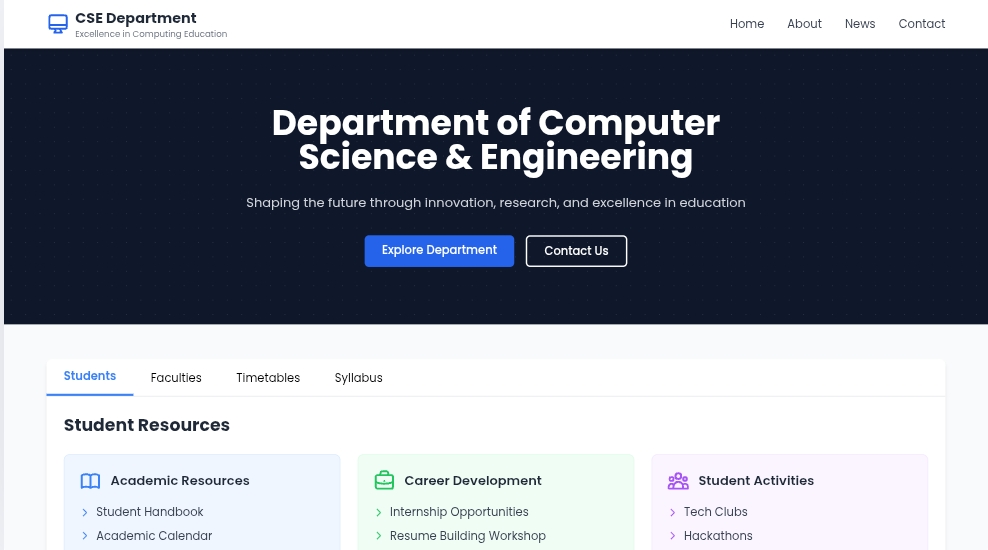 CSE Department
Excellence in Computing Education
Home About News Contact
Department of Computer
Science & Engineering
Shaping the future through innovation, research, and excellence in education
Explore Department Contact Us
Students Faculties Timetables Syllabus
Student Resources
Academic Resources
Student Handbook
Academic Calendar
Career Development
Internship Opportunities
Resume Building Workshop
Student Activities
Tech Clubs
Hackathons